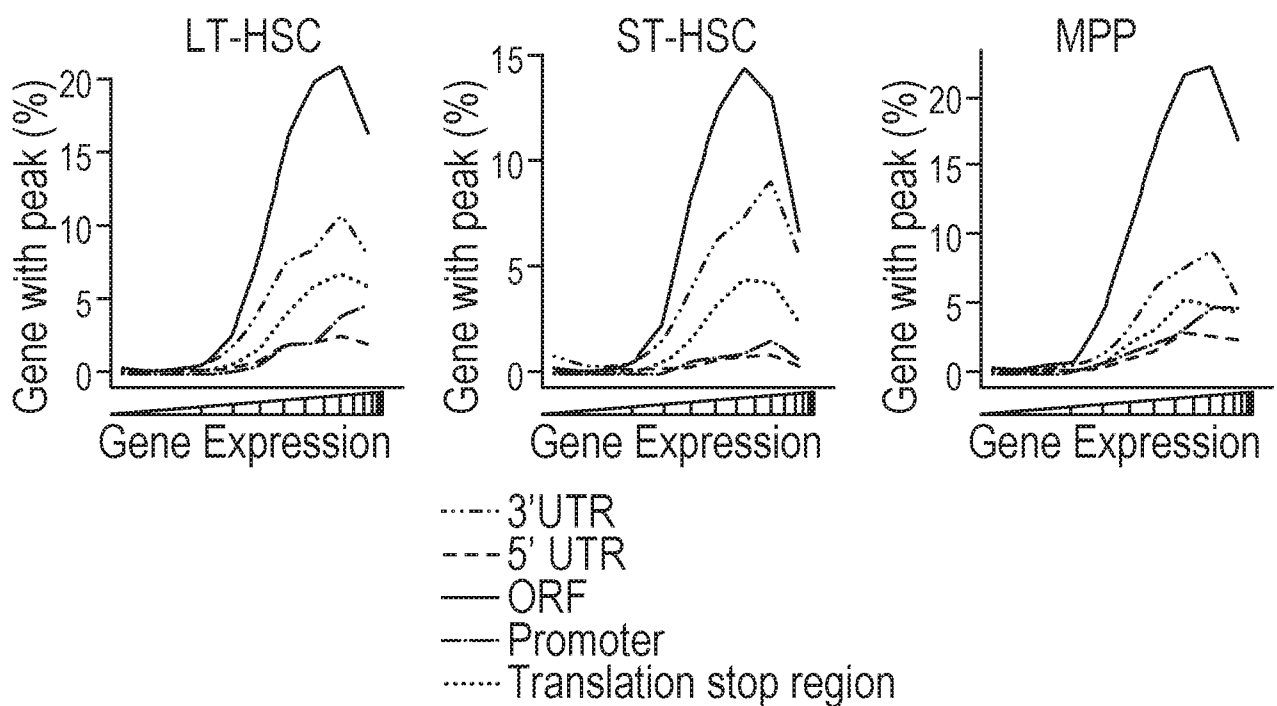 LT-HSC
Gene with peak (%)
20
15
10
5
0
Gene Expression
ST-HSC
Gene with peak (%)
15
10
5
0
Gene Expression
MPP
Gene with peak (%)
20
15
10
5
0
Gene Expression
3'UTR
5' UTR
ORF
Promoter
Translation stop region